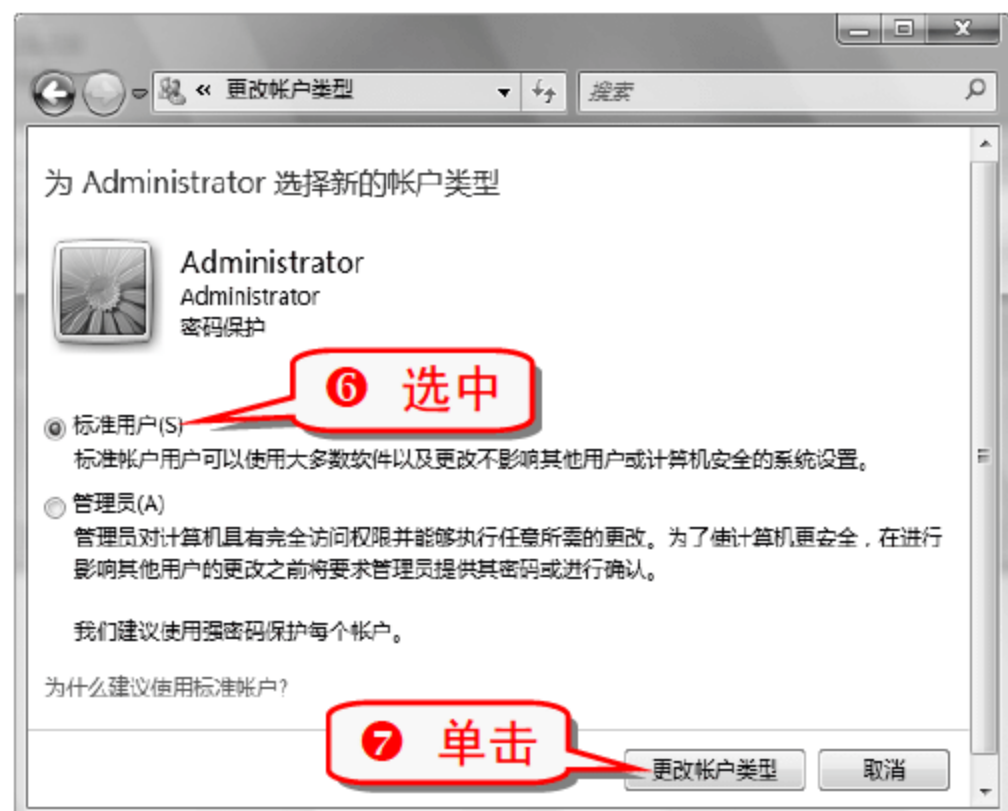 « 更改帐户类型
搜索
为 Administrator 选择新的帐户类型
Administrator
Administrator
密码保护
❻ 选中
标准用户(S)
标准帐户用户可以使用大多数软件以及更改不影响其他用户或计算机安全的系统设置。
管理员(A)
管理员对计算机具有完全访问权限并能够执行任意所需的更改。为了使计算机更安全，在进行
影响其他用户的更改之前将要求管理员提供其密码或进行确认。
我们建议使用强密码保护每个帐户。
为什么建议使用标准帐户?
❼ 单击
更改帐户类型
取消